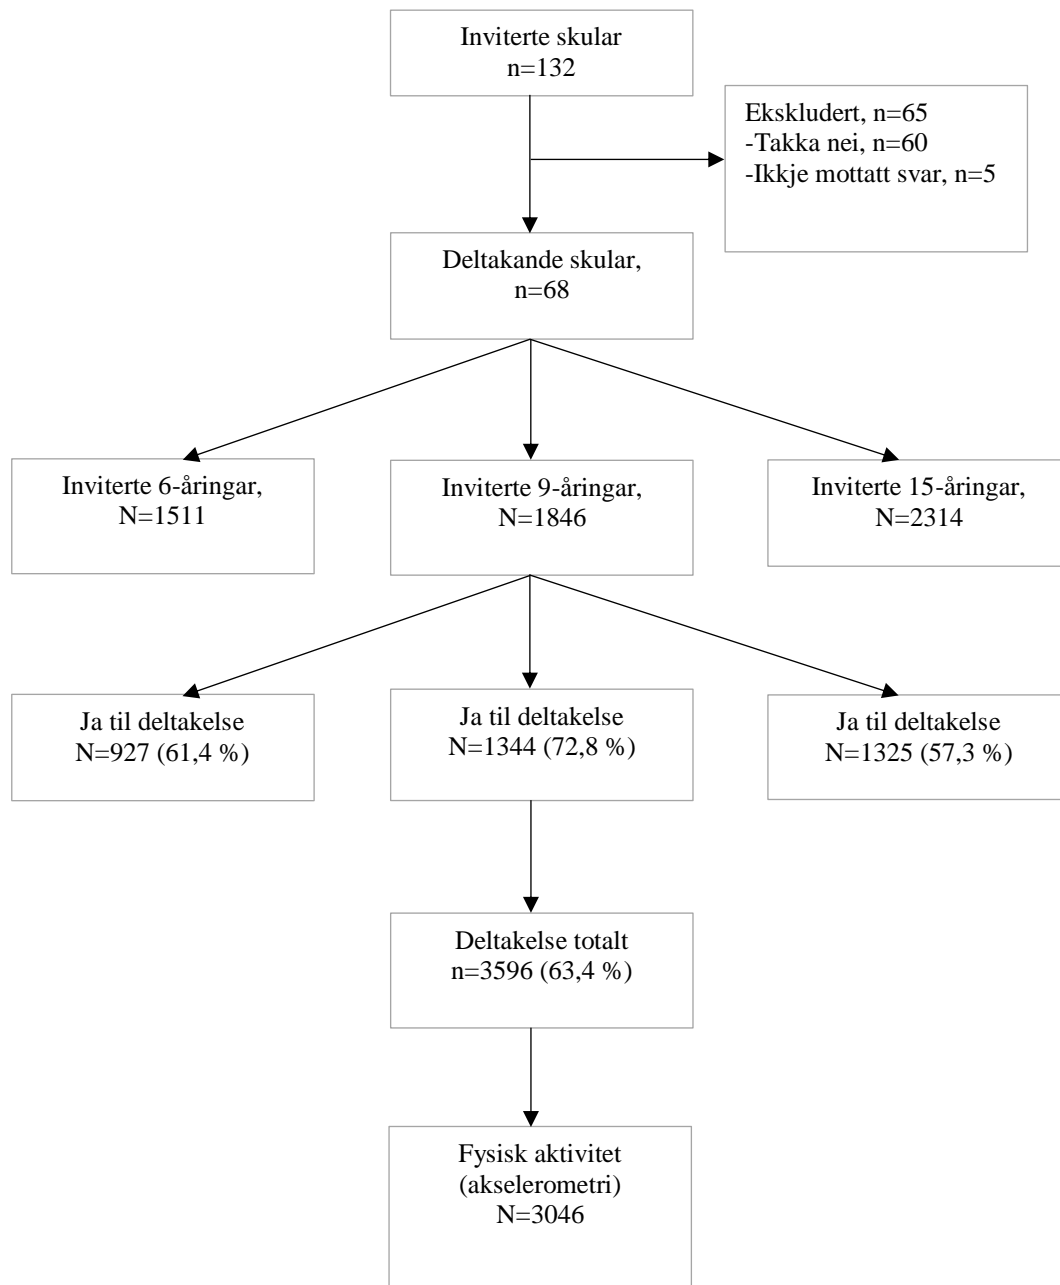 Inviterte skular
n=132
Ekskludert, n=65
-Takka nei, n=60
-Ikkje mottatt svar, n=5
Deltakande skular,
n=68
Inviterte 6-åringar,
N=1511
Inviterte 9-åringar,
N=1846
Inviterte 15-åringar,
N=2314
Ja til deltakelse
N=927 (61,4 %)
Ja til deltakelse
N=1344 (72,8 %)
Ja til deltakelse
N=1325 (57,3 %)
Deltakelse totalt
n=3596 (63,4 %)
Fysisk aktivitet
(akselerometri)
N=3046